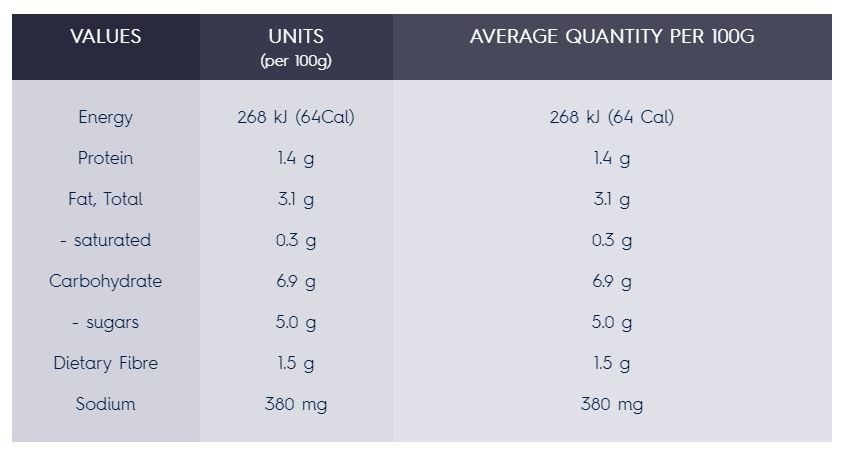 VALUES UNITS AVERAGE QUANTITY PER 100G
(per 100g)
Energy 268 kJ (64Cal) 268 kJ (64 Cal)
Protein 1.4 g 1.4 g
Fat, Total 3.1 g 3.1 g
- saturated 0.3 g 0.3 g
Carbohydrate 6.9 g 6.9 g
- sugars 5.0 g 5.0 g
Dietary Fibre 1.5 g 1.5 g
Sodium 380 mg 380 mg